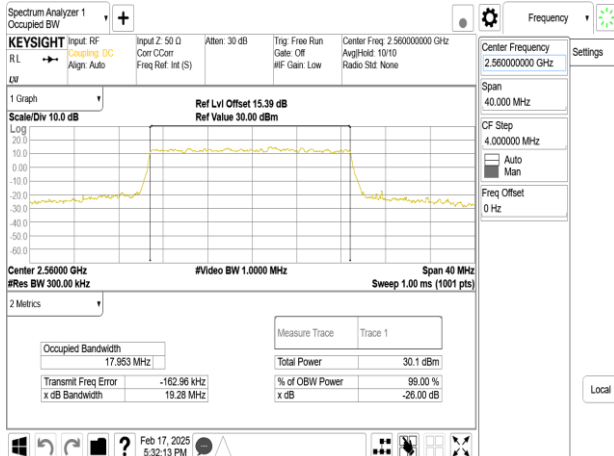 Spectrum Analyzer 1
Occupied BW
Frequency
KEYSIGHT
RL
LXI
Input: RF
Coupling: DC
Align: Auto
Input Z: 50 Ω
Corr CCorr
Freq Ref: Int (S)
Atten: 30 dB
Trig: Free Run
Gate: Off
#IF Gain: Low
Center Freq: 2.560000000 GHz
Avg|Hold: 10/10
Radio Std: None
Center Frequency
2.560000000 GHz
Settings
Span
40.000 MHz
CF Step
4.000000 MHz
Auto
Man
Freq Offset
0 Hz
Local
1 Graph
Scale/Div 10.0 dB
Ref Lvl Offset 15.39 dB
Ref Value 30.00 dBm
Log
20.0
10.0
0.00
-10.0
-20.0
-30.0
-40.0
-50.0
-60.0
Center 2.56000 GHz
#Res BW 300.00 kHz
#Video BW 1.0000 MHz
Span 40 MHz
Sweep 1.00 ms (1001 pts)
2 Metrics
Measure Trace Trace 1
Occupied Bandwidth
17.953 MHz
Total Power 30.1 dBm
Transmit Freq Error -162.96 kHz
% of OBW Power 99.00 %
x dB Bandwidth 19.28 MHz
x dB -26.00 dB
?
Feb 17, 2025
5:32:13 PM